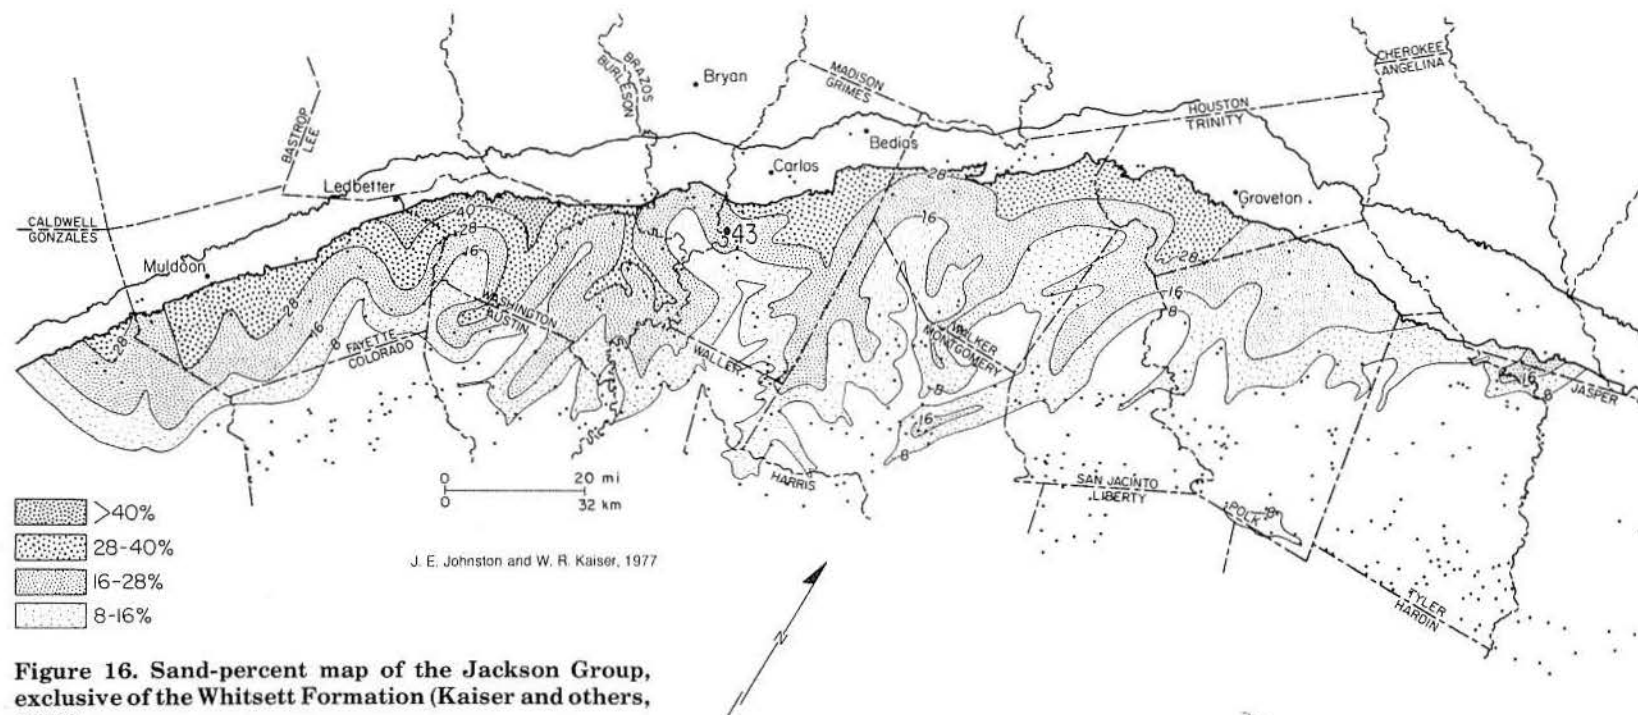 CHEROKEE
ANGELINA
BRAZOS
BURLESON
Bryan
MADISON
GRIMES
HOUSTON
TRINITY
BASTROP
LEE
Bedias
Carlos
Ledbetter
Groveton
CALDWELL
GONZALES
40
28
16
28
16
43
Muldoon
28
28
16
8
28
16
8
WASHINGTON
AUSTIN
FAYETTE
COLORADO
WALLER
WALKER
MONTGOMERY
8
16
8
16
8
JASPER
HARRIS
SAN JACINTO
LIBERTY
POLK
8
TYLER
HARDIN
0 20 mi
0 32 km
>40%
28-40%
16-28%
8-16%
J. E. Johnston and W. R. Kaiser, 1977
N
Figure 16. Sand-percent map of the Jackson Group,
exclusive of the Whitsett Formation (Kaiser and others,